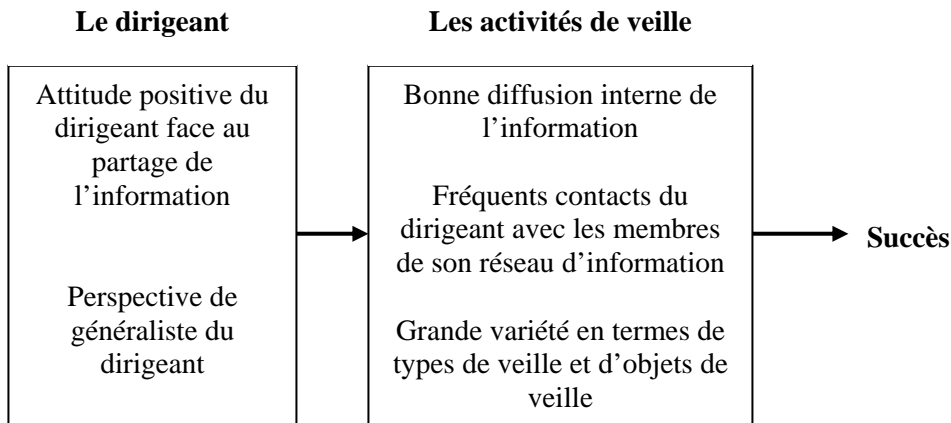 Le dirigeant
Les activités de veille
Attitude positive du
dirigeant face au
partage de
l’information
Perspective de
généraliste du
dirigeant
Bonne diffusion interne de
l’information
Fréquents contacts du
dirigeant avec les membres
de son réseau d’information
Grande variété en termes de
types de veille et d’objets de
veille
Succès